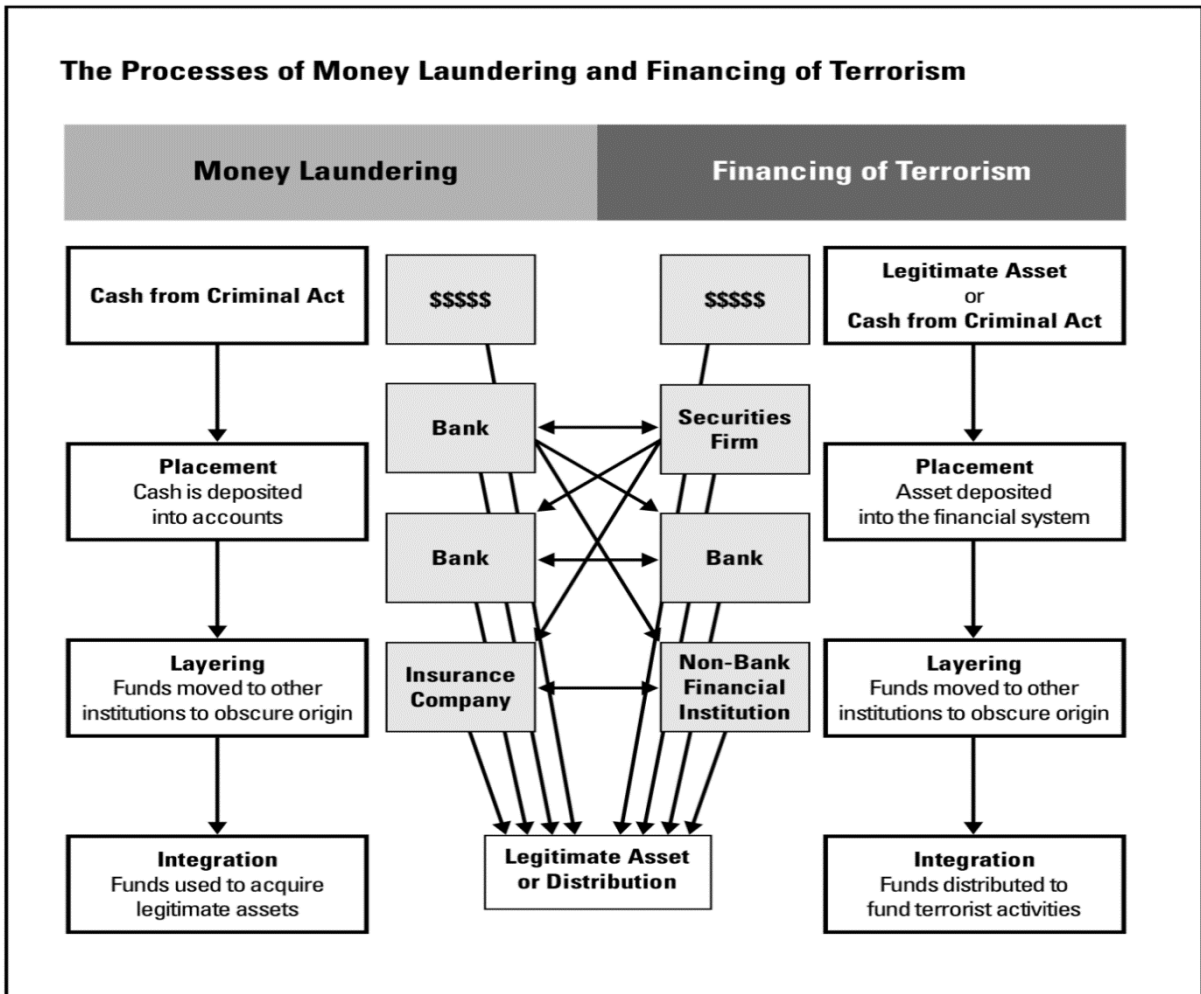 The Processes of Money Laundering and Financing of Terrorism
Money Laundering
Financing of Terrorism
Cash from Criminal Act
$$$$$
$$$$$
Legitimate Asset
or
Cash from Criminal Act
Bank
Securities
Firm
Placement
Cash is deposited
into accounts
Placement
Asset deposited
into the financial system
Bank
Bank
Layering
Funds moved to other
institutions to obscure origin
Insurance
Company
Non-Bank
Financial
Institution
Layering
Funds moved to other
institutions to obscure origin
Integration
Funds used to acquire
legitimate assets
Legitimate Asset
or Distribution
Integration
Funds distributed to
fund terrorist activities